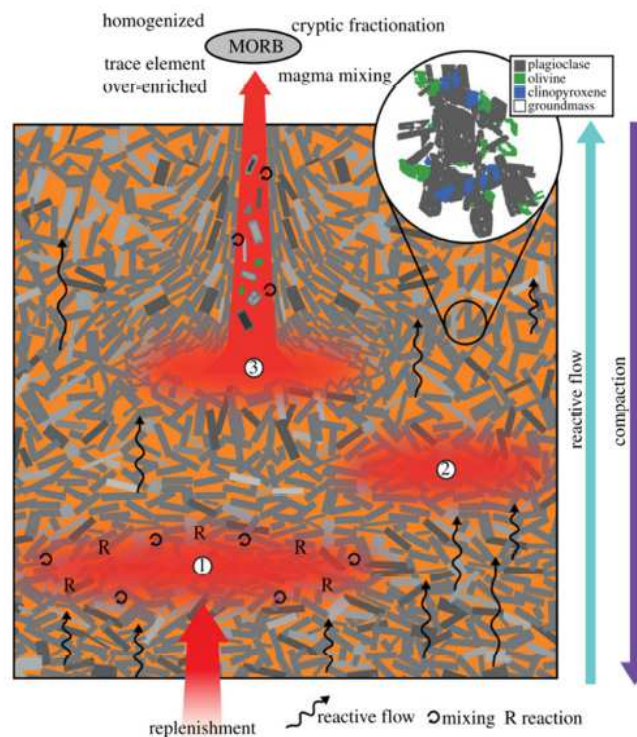 homogenized
cryptic fractionation
MORB
trace element
over-enriched
magma mixing
plagioclase
olivine
clinopyroxene
groundmass
3
2
R
R
R
1
R
R
reactive flow
compaction
replenishment
reactive flow
mixing R reaction